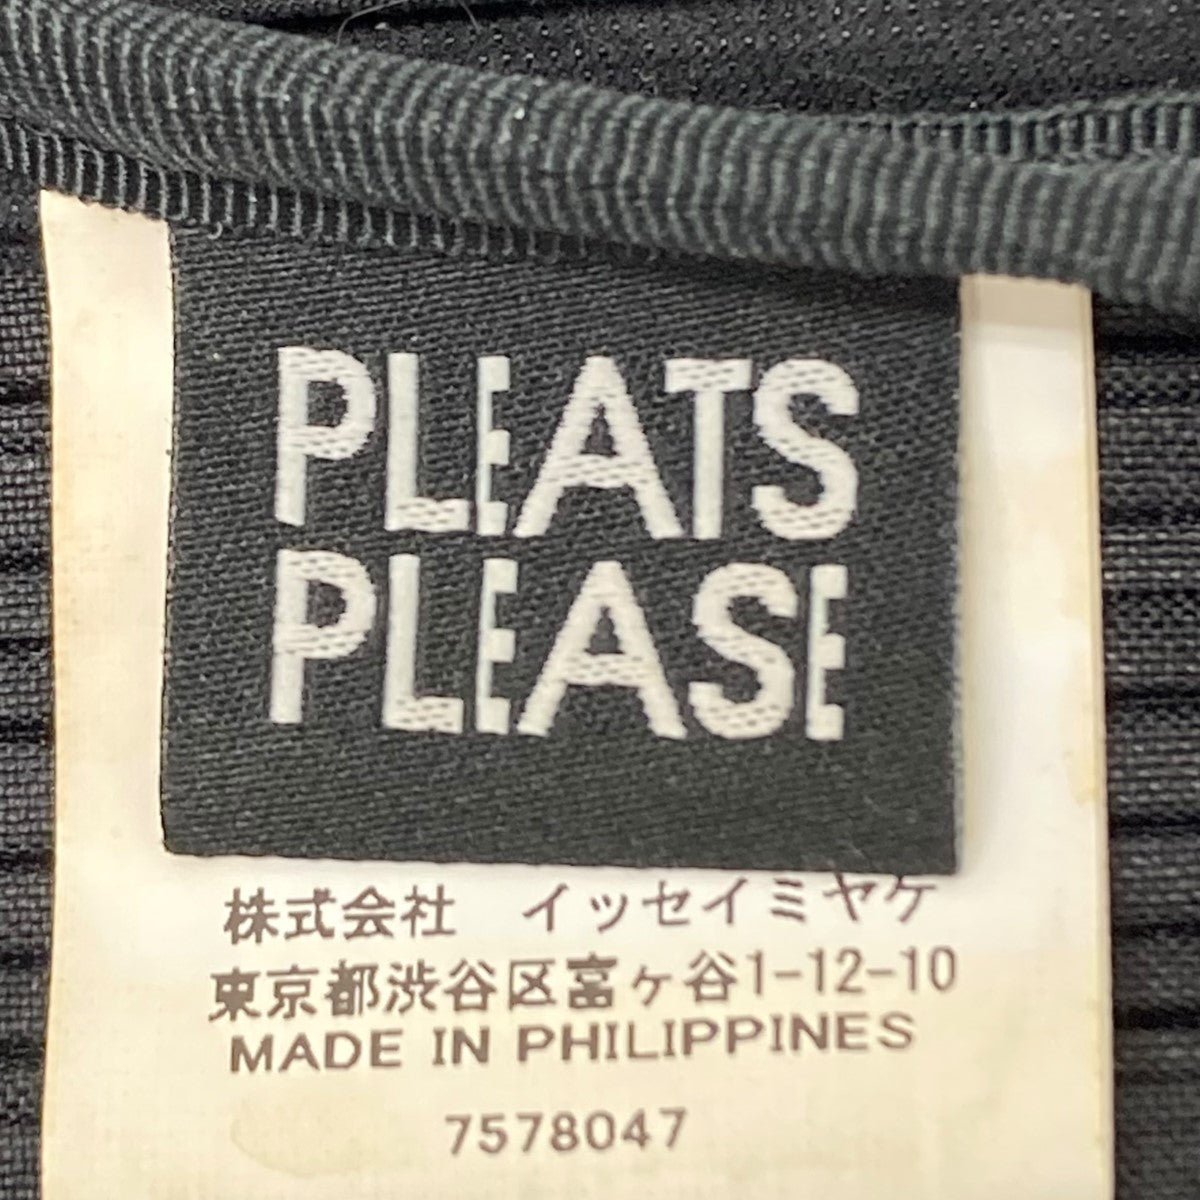 PLEATS
PLEASE
株式会社　イッセイミヤケ
東京都渋谷区富ヶ谷1-12-10
MADE IN PHILIPPINES
7578047